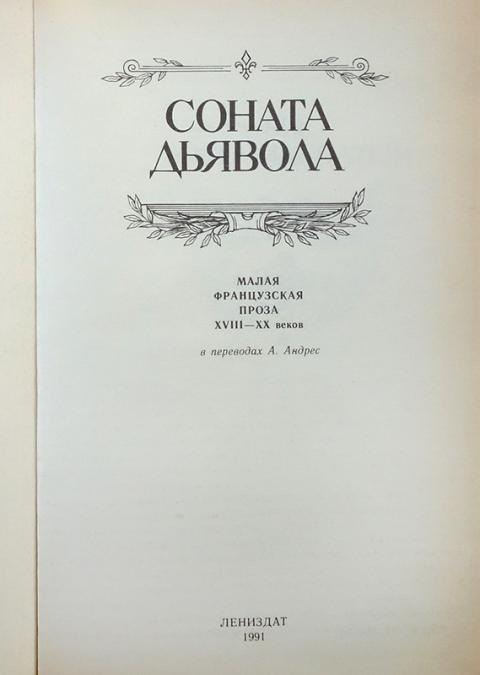 СОНАТА
ДЬЯВОЛА
МАЛАЯ
ФРАНЦУЗСКАЯ
ПРОЗА
XVIII—XX веков
в переводах А. Андрес
ЛЕНИЗДАТ
1991